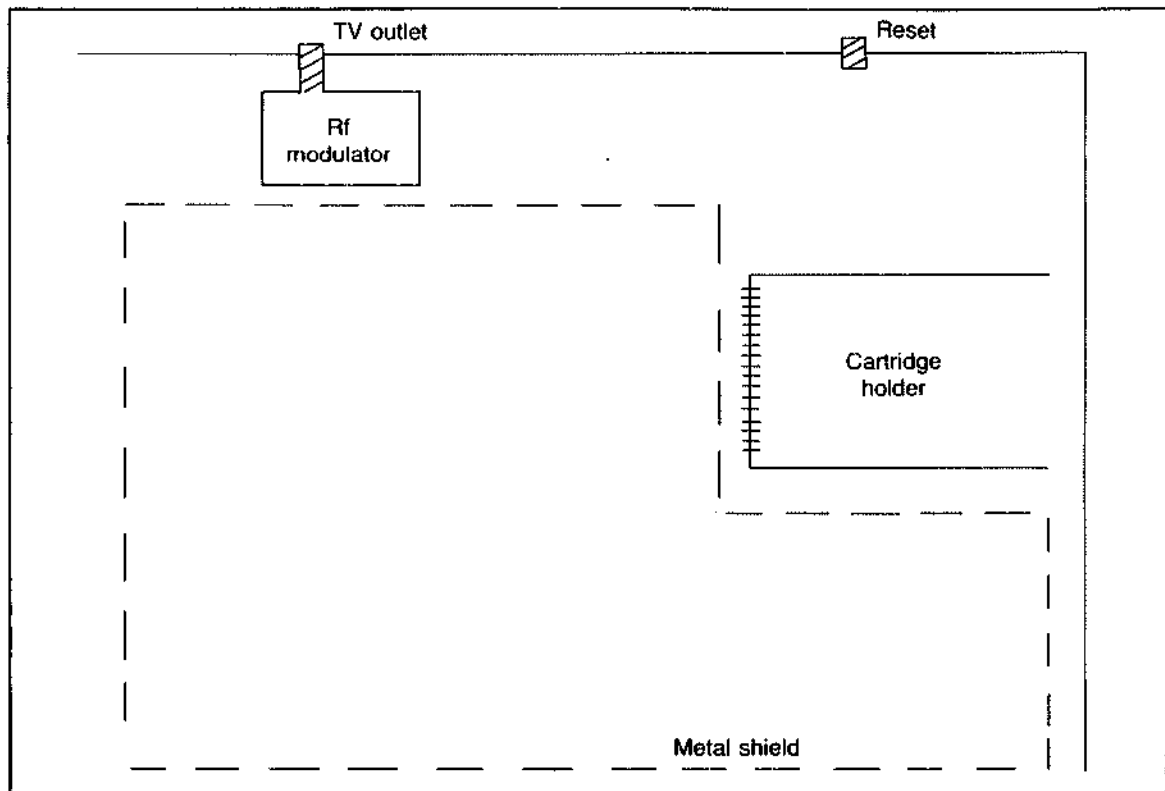 TV outlet
Reset
Rf
modulator
Cartridge
holder
Metal shield